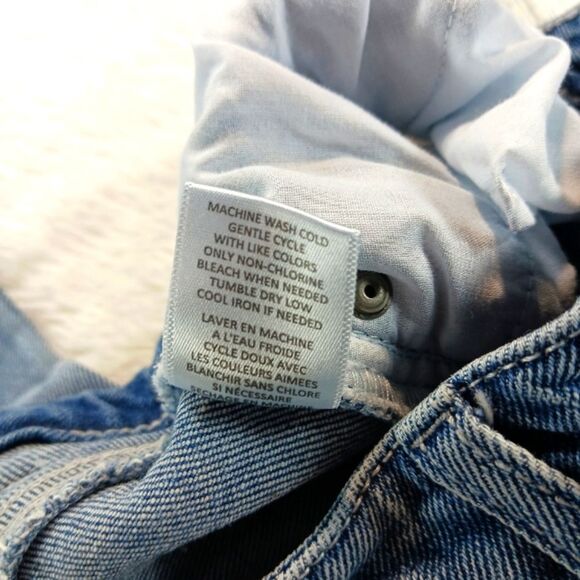 MACHINE WASH COLD
GENTLE CYCLE
WITH LIKE COLORS
ONLY NON-CHLORINE
BLEACH WHEN NEEDED
TUMBLE DRY LOW
COOL IRON IF NEEDED
LAVER EN MACHINE
A L'EAU FROIDE
CYCLE DOUX AVEC
LES COULEURS AIMEES
BLANCHIR SANS CHLORE
SI NÉCESSAIRE